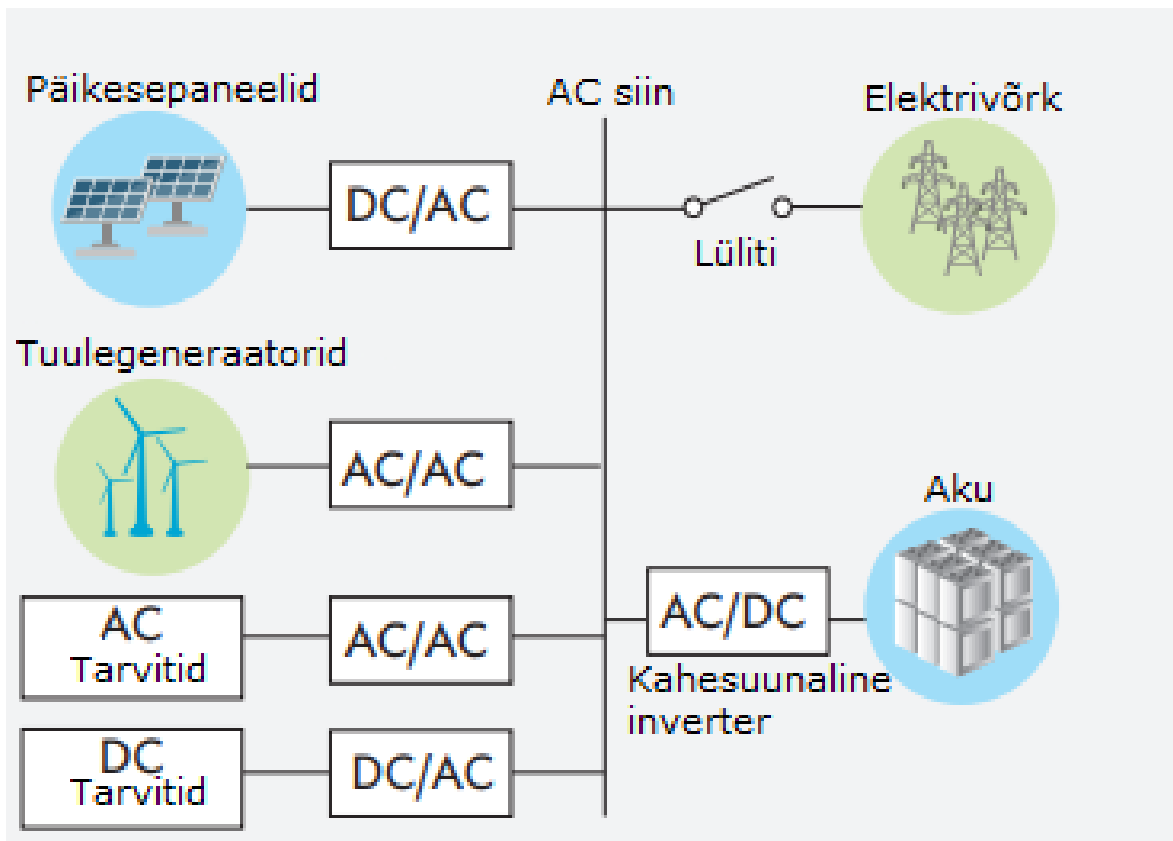 Päikesepaneelid
AC siin
Elektrivõrk
DC/AC
Lüliti
Tuulegeneraatorid
AC/AC
Aku
AC
Tarvitid
AC/AC
AC/DC
Kahesuunaline
inverter
DC
Tarvitid
DC/AC